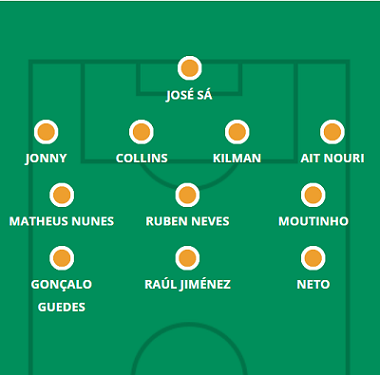 JOSÉ SÁ
JONNY COLLINS KILMAN AIT NOURI
MATHEUS NUNES RUBEN NEVES MOUTINHO
GONÇALO GUEDES RAÚL JIMÉNEZ NETO